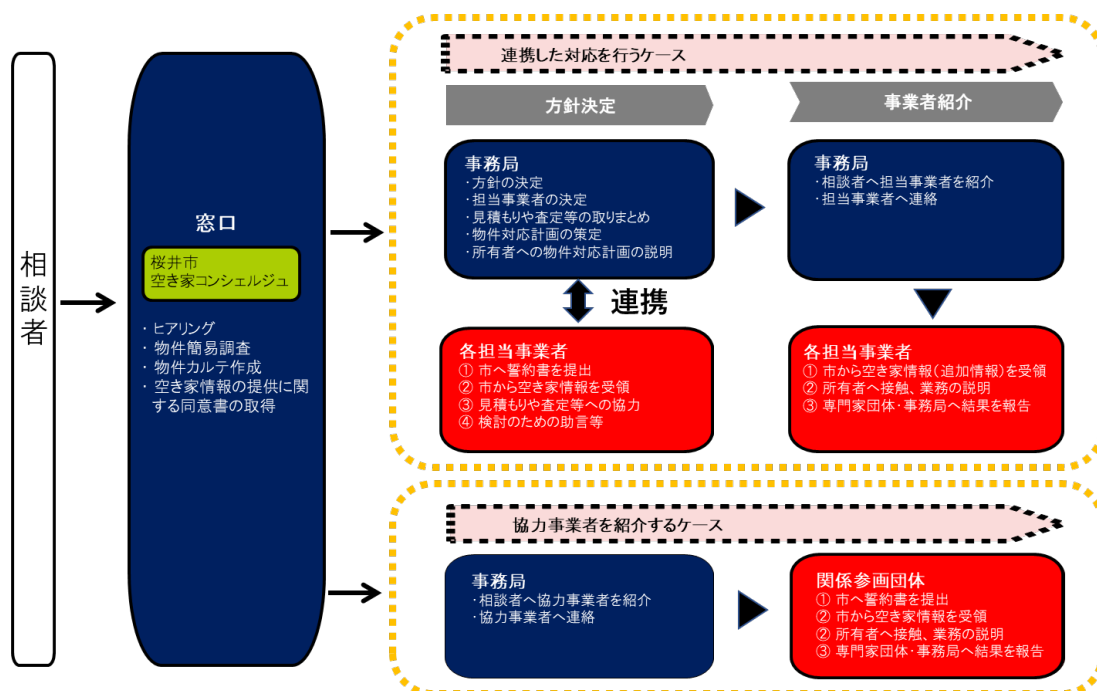 相談者
窓口
桜井市
空き家コンシェルジュ
・ ヒアリング
・ 物件簡易調査
・ 物件カルテ作成
・ 空き家情報の提供に関
する同意書の取得
連携した対応を行うケース
方針決定
事業者紹介
事務局
・方針の決定
・担当事業者の決定
・見積もりや査定等の取りまとめ
・物件対応計画の策定
・所有者への物件対応計画の説明
事務局
・相談者へ担当事業者を紹介
・担当事業者へ連絡
連携
各担当事業者
① 市へ誓約書を提出
② 市から空き家情報を受領
③ 見積もりや査定等への協力
④ 検討のための助言等
各担当事業者
① 市から空き家情報（追加情報）を受領
② 所有者へ接触、業務の説明
③ 専門家団体・事務局へ結果を報告
協力事業者を紹介するケース
事務局
・相談者へ協力事業者を紹介
・協力事業者へ連絡
関係参画団体
① 市へ誓約書を提出
② 市から空き家情報を受領
② 所有者へ接触、業務の説明
③ 専門家団体・事務局へ結果を報告